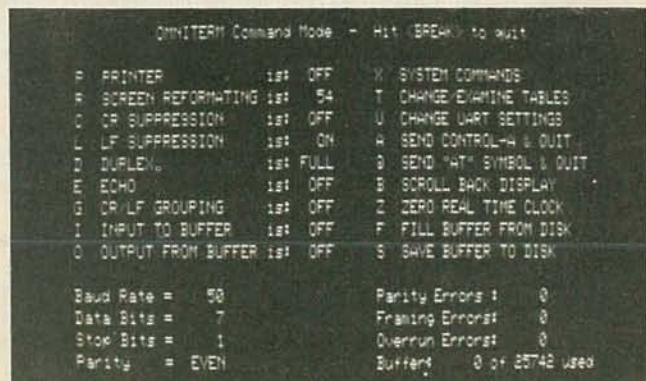 OMNITERM Command Mode - Hit <BREAK> to quit
P PRINTER is: OFF X SYSTEM COMMANDS
R SCREEN REFORMATING is: 54 T CHANGE/EXAMINE TABLES
C CR SUPPRESSION is: OFF U CHANGE UART SETTINGS
L LF SUPPRESSION is: ON A SEND CONTROL-A & QUIT
D DUPLEX. is: FULL @ SEND "AT" SYMBOL & QUIT
E ECHO is: OFF B SCROLL BACK DISPLAY
G CR/LF GROUPING is: OFF Z ZERO REAL TIME CLOCK
I INPUT TO BUFFER is: OFF F FILL BUFFER FROM DISK
O OUTPUT FROM BUFFER is: OFF S SAVE BUFFER TO DISK
Baud Rate = 50 Parity Errors : 0
Data Bits = 7 Framing Errors: 0
Stop Bits = 1 Overrun Errors: 0
Parity = EVEN Buffer: 0 of 25742 used